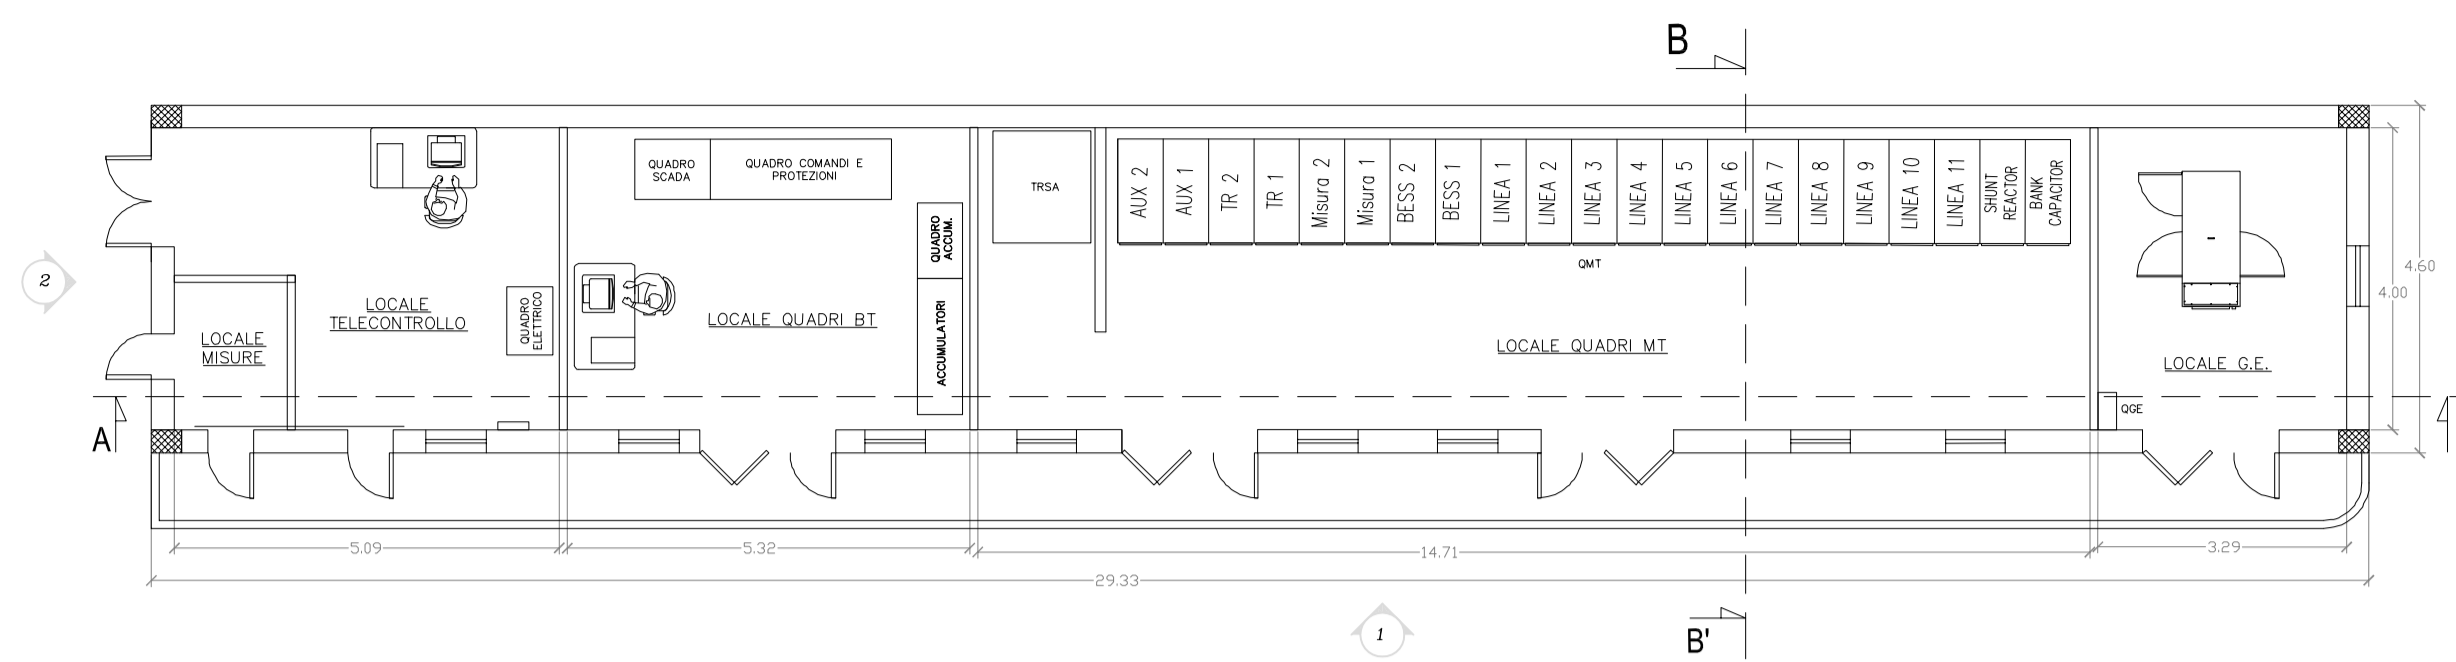 B
QUADRO
SCADA
QUADRO COMANDI E
PROTEZIONI
TRSA
AUX 2
AUX 1
TR 2
TR 1
Misura 2
Misura 1
BESS 2
BESS 1
LINEA 1
LINEA 2
LINEA 3
LINEA 4
LINEA 5
LINEA 6
LINEA 7
LINEA 8
LINEA 9
LINEA 10
LINEA 11
SHUNT
REACTOR
BANK
CAPACITOR
QUADRO
ACCUM.
QMT
4.60
4.00
2
LOCALE
TELECONTROLLO
QUADRO
ELETTRICO
LOCALE QUADRI BT
ACCUMULATORI
LOCALE
MISURE
LOCALE QUADRI MT
LOCALE G.E.
QGE
A
5.09
5.32
14.71
3.29
29.33
1
B'